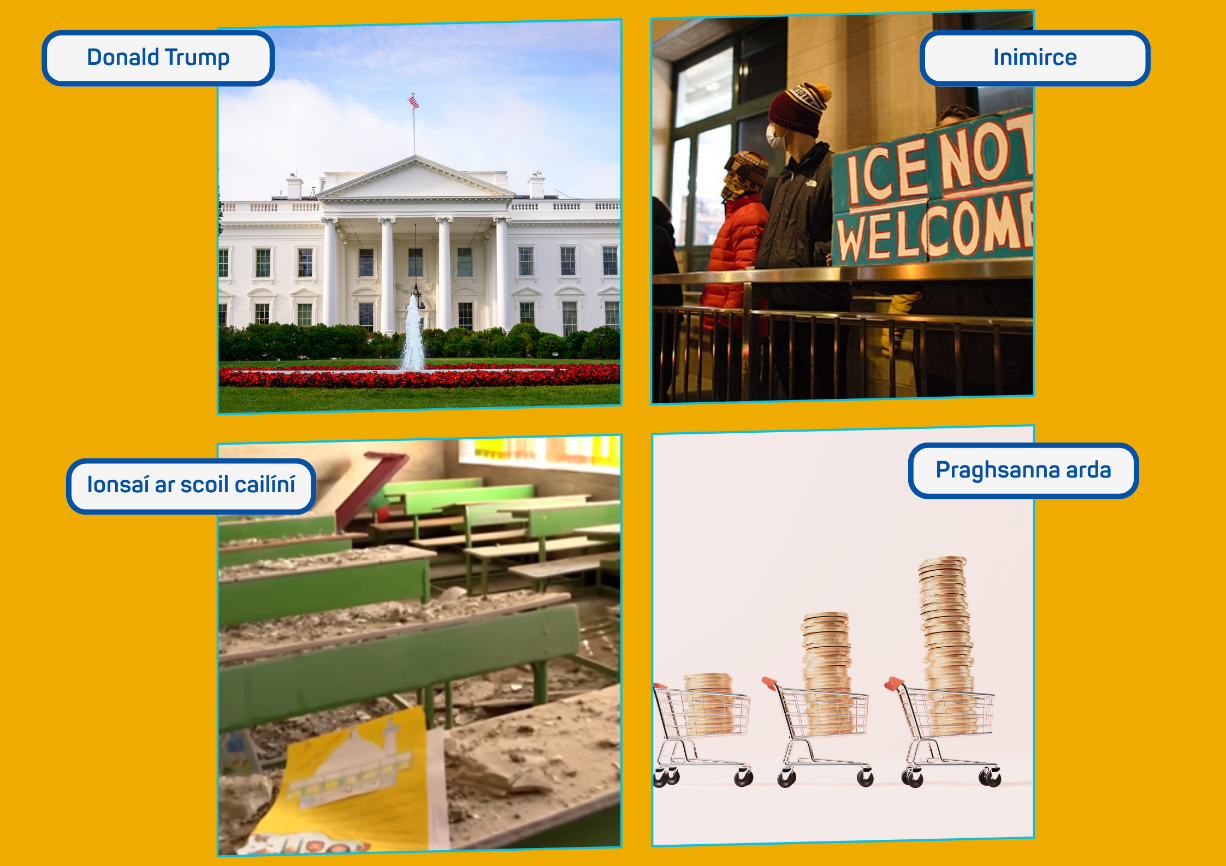 Donald Trump
Inimirce
ICE NOT
WELCOME
Ionsaí ar scoil cailíní
Praghsanna arda